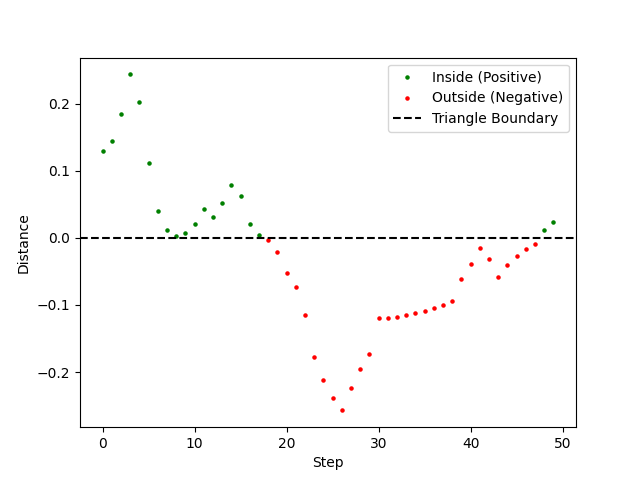 Inside (Positive)
Outside (Negative)
Triangle Boundary
0.2
0.1
0.0
−0.1
−0.2
Distance
0 10 20 30 40 50
Step